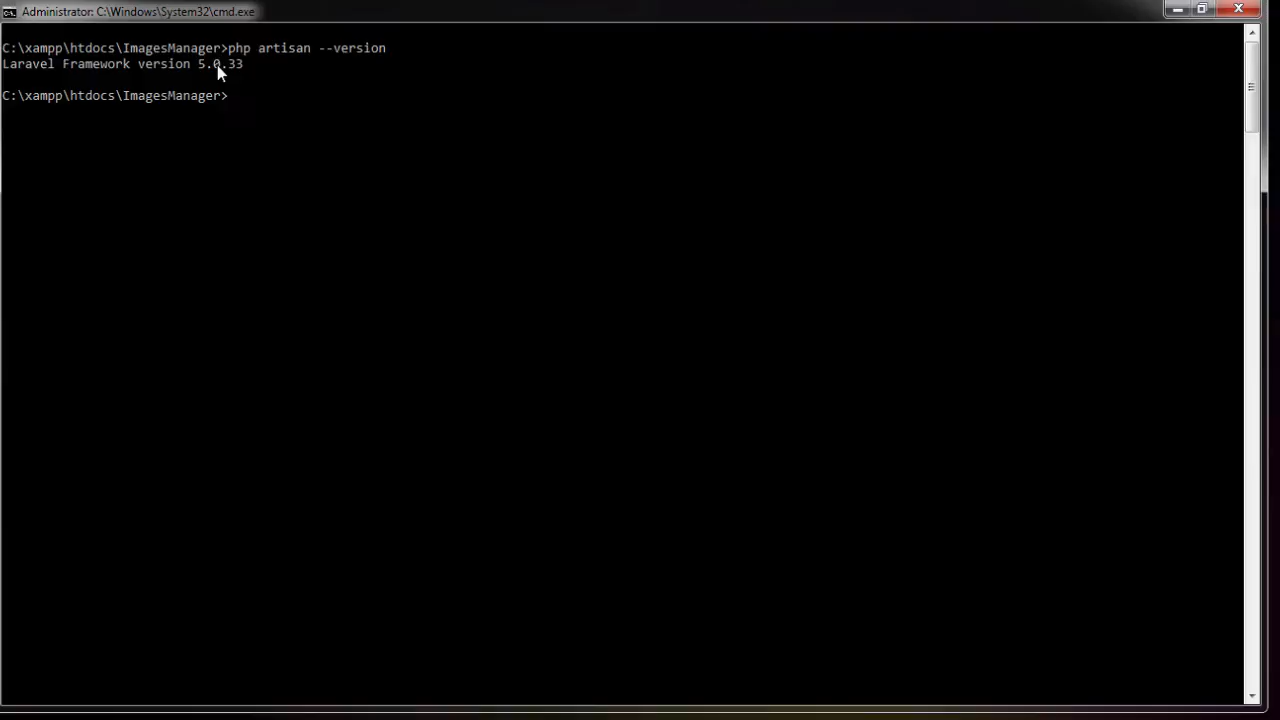 Administrator: C:\Windows\System32\cmd.exe
C:\xampp\htdocs\ImagesManager>php artisan --version
Laravel Framework version 5.0.33
C:\xampp\htdocs\ImagesManager>